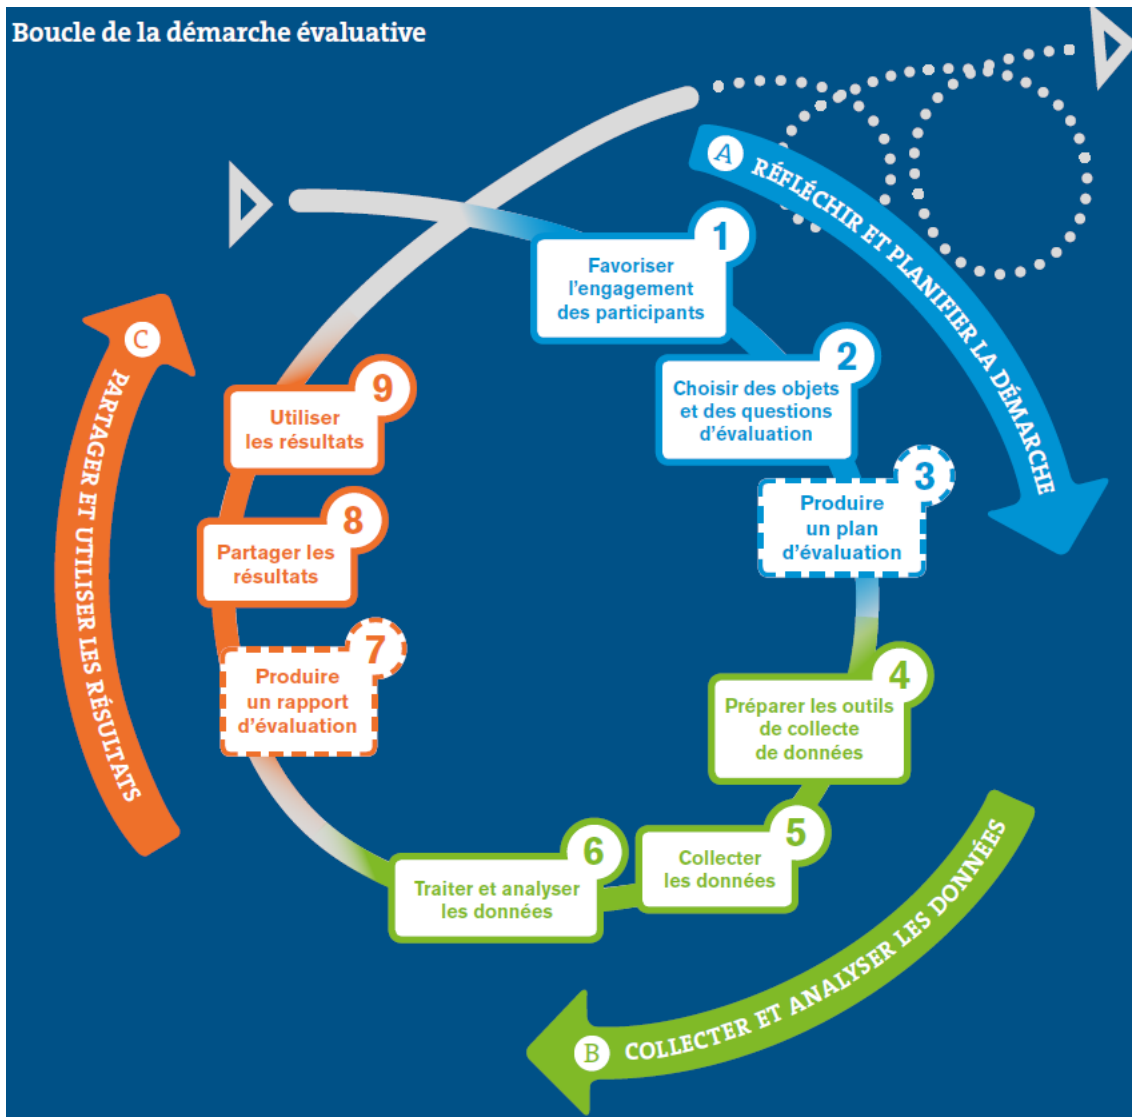 Boucle de la démarche évaluative
A RÉFLÉCHIR ET PLANIFIER LA DÉMARCHE
1
Favoriser
l'engagement
des participants
2
Choisir des objets
et des questions
d'évaluation
3
Produire
un plan
d'évaluation
4
Préparer les outils
de collecte
de données
5
Collecter
les données
6
Traiter et analyser
les données
B COLLECTER ET ANALYSER LES DONNÉES
7
Produire
un rapport
d'évaluation
8
Partager les
résultats
9
Utiliser
les résultats
C PARTAGER ET UTILISER LES RÉSULTATS